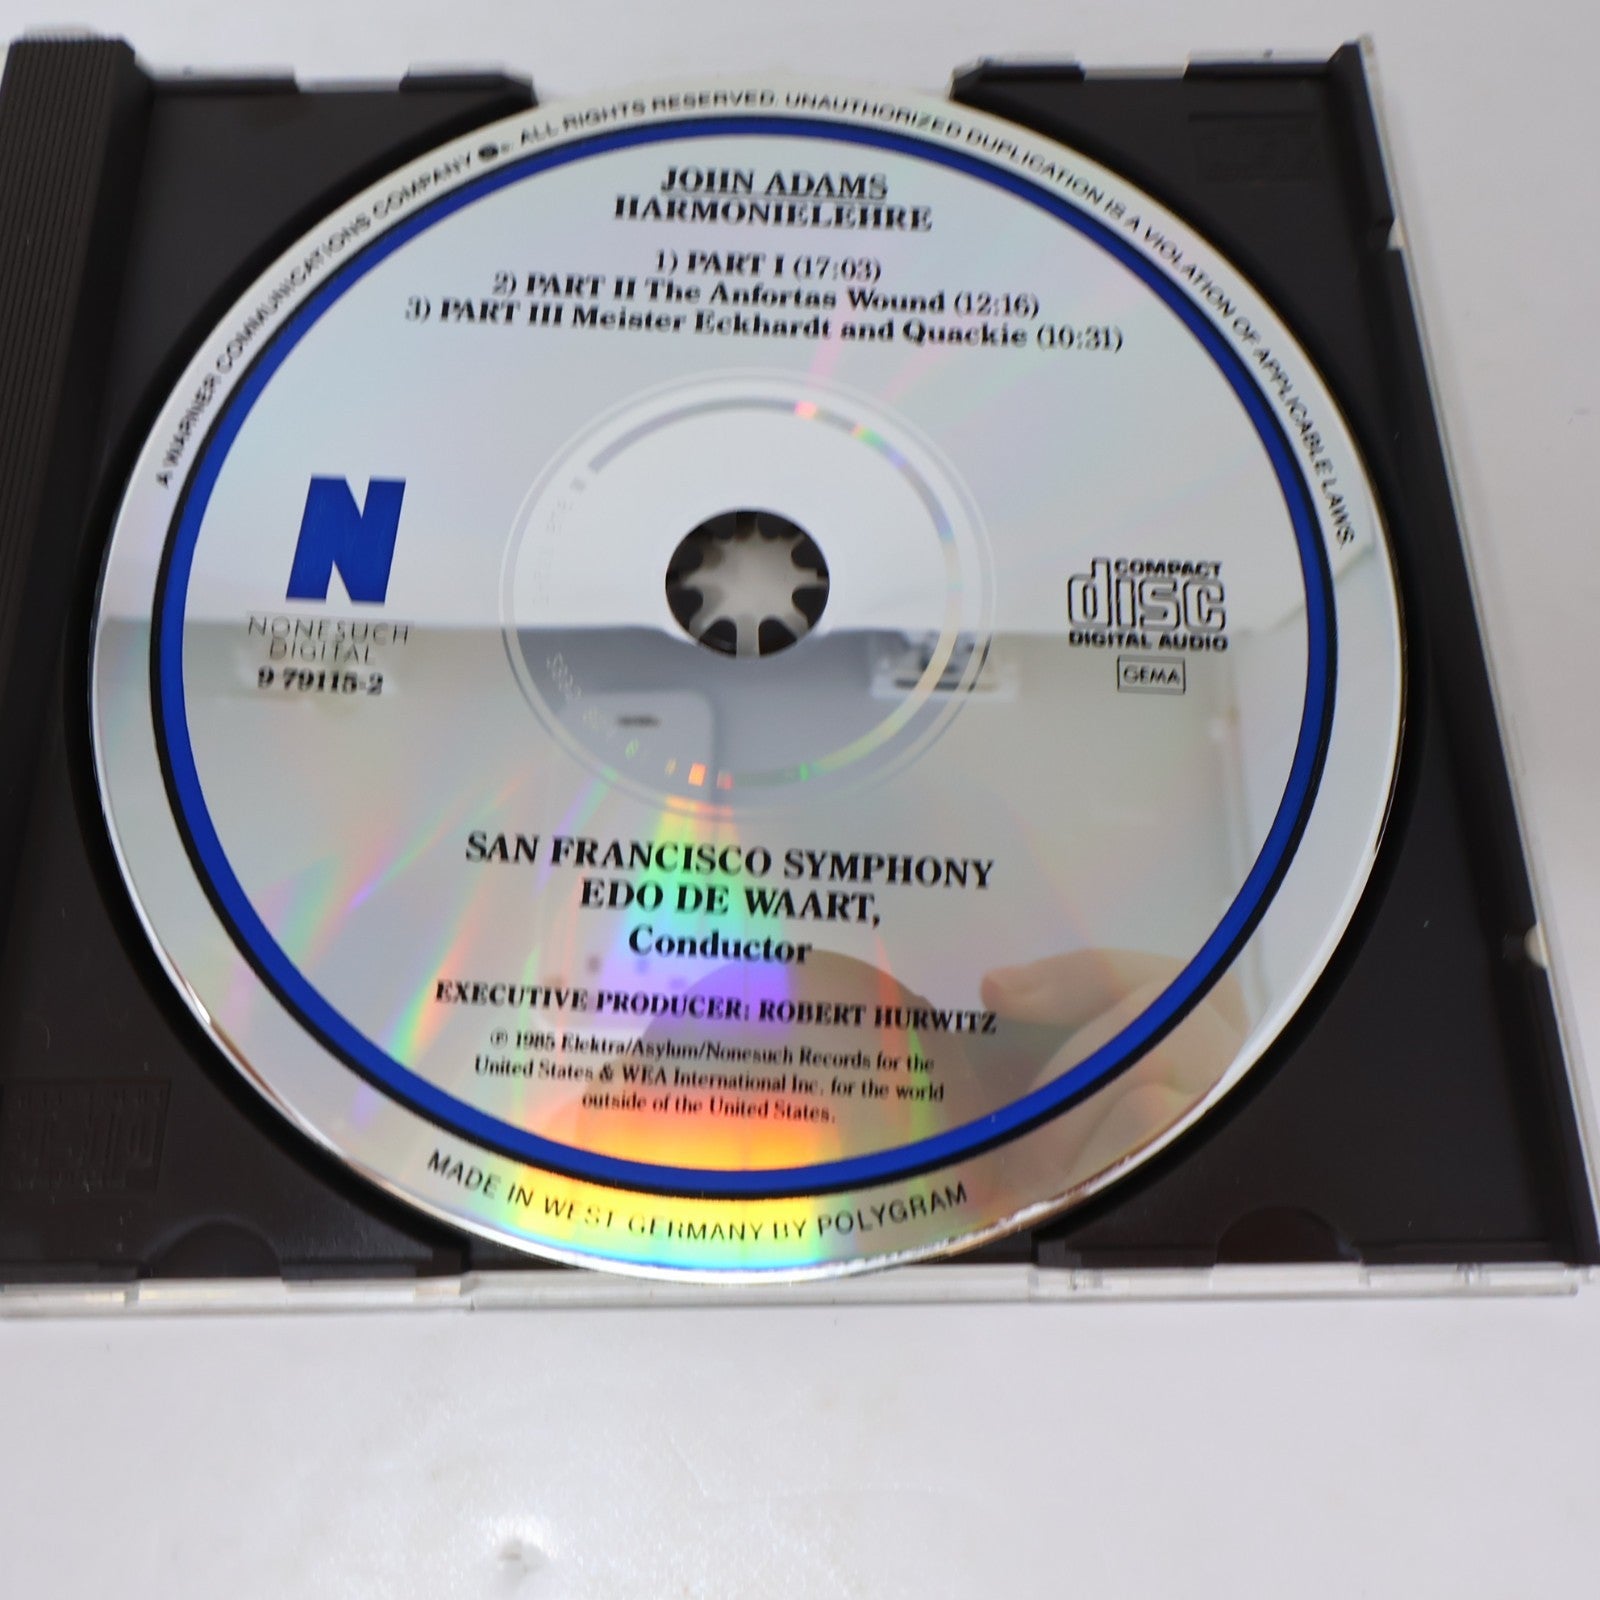 A WARNER COMMUNICATIONS COMPANY ℗©. ALL RIGHTS RESERVED. UNAUTHORIZED DUPLICATION IS A VIOLATION OF APPLICABLE LAWS.
JOHN ADAMS
HARMONIELEHRE
1) PART I (17:03)
2) PART II The Anfortas Wound (12:16)
3) PART III Meister Eckhardt and Quackie (10:31)
N
NONESUCH
DIGITAL
9 79115-2
COMPACT
disc
DIGITAL AUDIO
GEMA
SAN FRANCISCO SYMPHONY
EDO DE WAART,
Conductor
EXECUTIVE PRODUCER: ROBERT HURWITZ
℗ 1985 Elektra/Asylum/Nonesuch Records for the
United States & WEA International Inc. for the world
outside of the United States.
MADE IN WEST GERMANY BY POLYGRAM